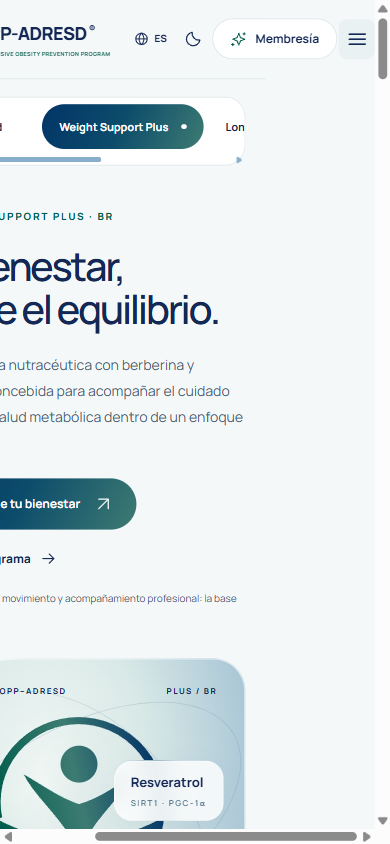 P-ADRESD®
SIVE OBESITY PREVENTION PROGRAM
ES
Membresía
d
Weight Support Plus
Lon
UPPORT PLUS · BR
enestar,
e el equilibrio.
a nutracéutica con berberina y
oncebida para acompañar el cuidado
alud metabólica dentro de un enfoque
e tu bienestar
grama
movimiento y acompañamiento profesional: la base
OPP–ADRESD
PLUS / BR
Resveratrol
SIRT1 · PGC-1α